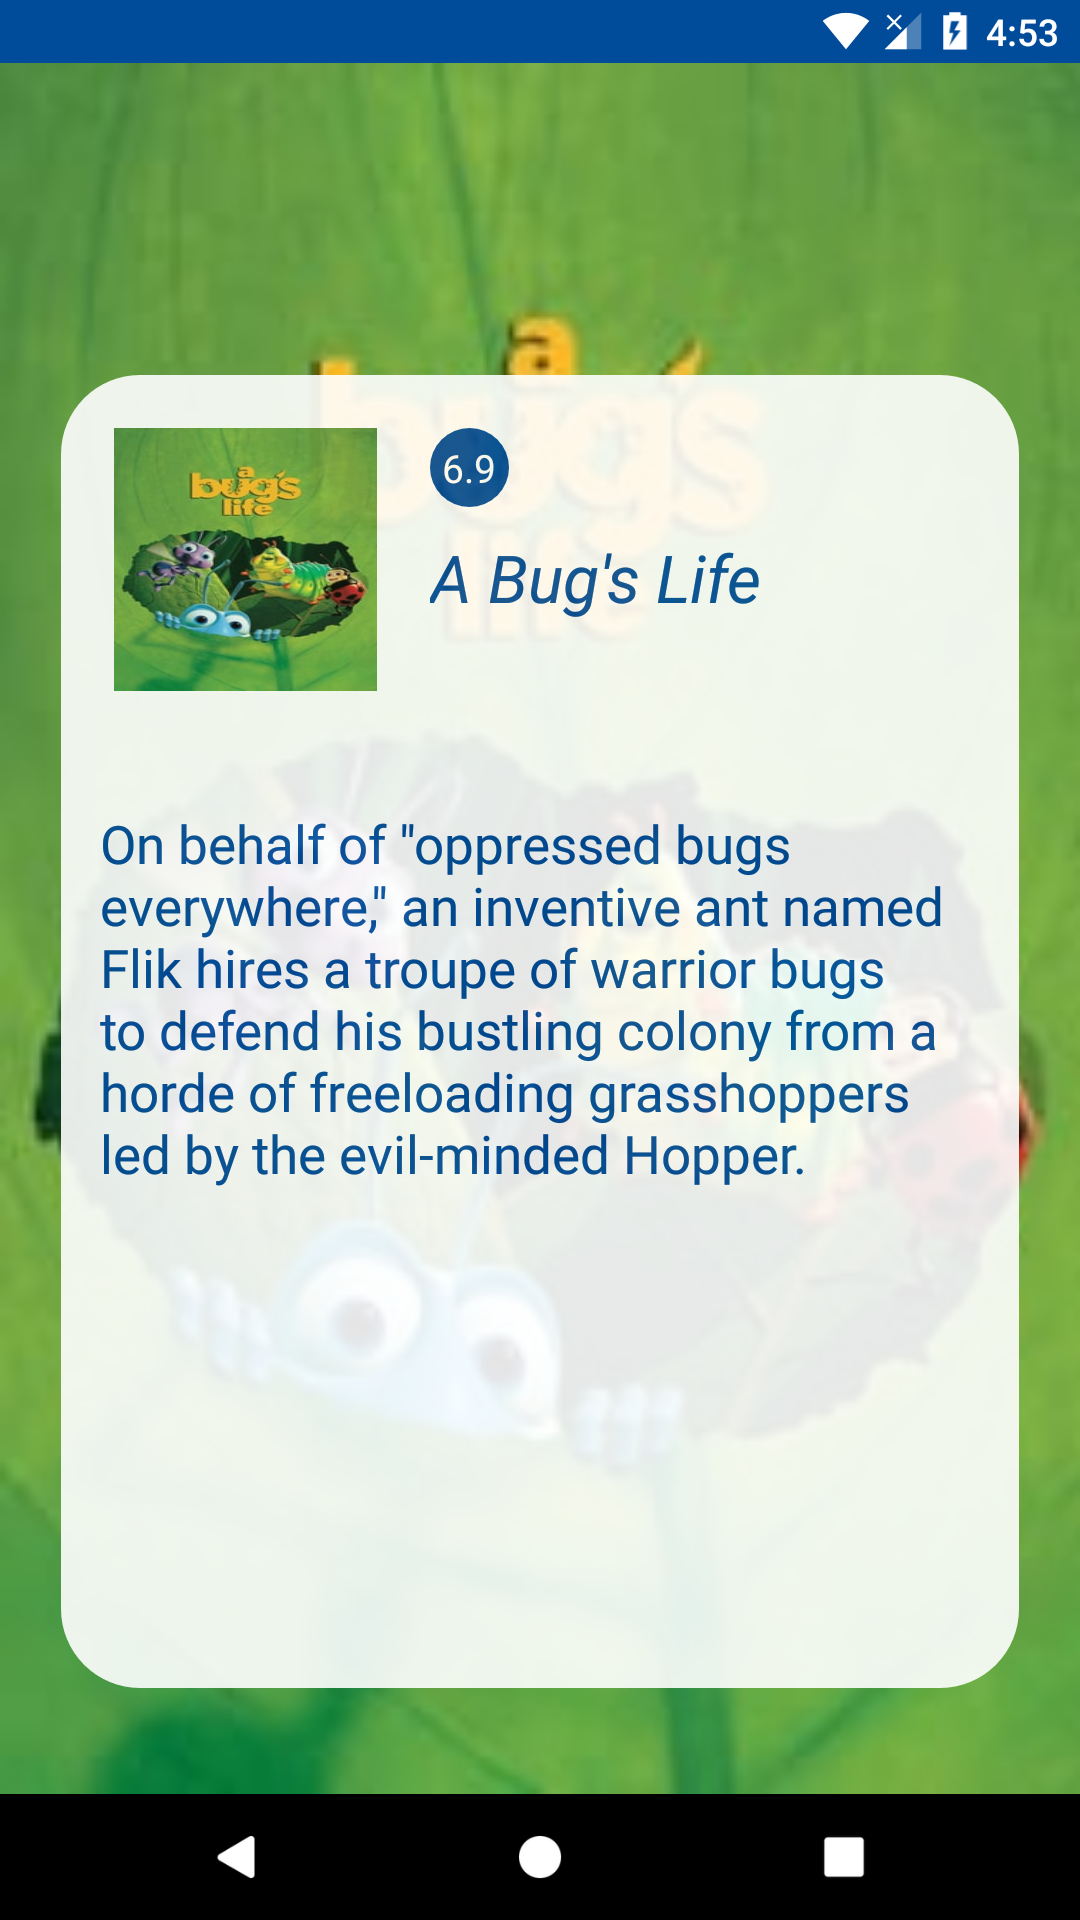 4:53
a
bug's
life
a
bug's
life
6.9
A Bug's Life
On behalf of "oppressed bugs
everywhere," an inventive ant named
Flik hires a troupe of warrior bugs
to defend his bustling colony from a
horde of freeloading grasshoppers
led by the evil-minded Hopper.